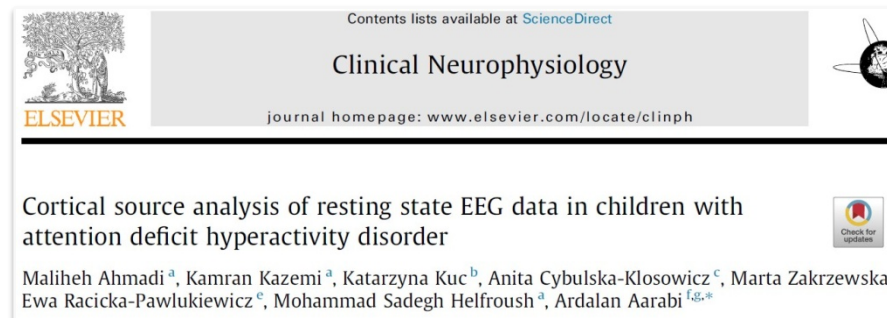 Contents lists available at ScienceDirect
Clinical Neurophysiology
ELSEVIER
journal homepage: www.elsevier.com/locate/clinph
Cortical source analysis of resting state EEG data in children with
attention deficit hyperactivity disorder
Check for
updates
Maliheh Ahmadi a, Kamran Kazemi a, Katarzyna Kuc b, Anita Cybulska-Klosowicz c, Marta Zakrzewska
Ewa Racicka-Pawlukiewicz e, Mohammad Sadegh Helfroush a, Ardalan Aarabi f,g,*